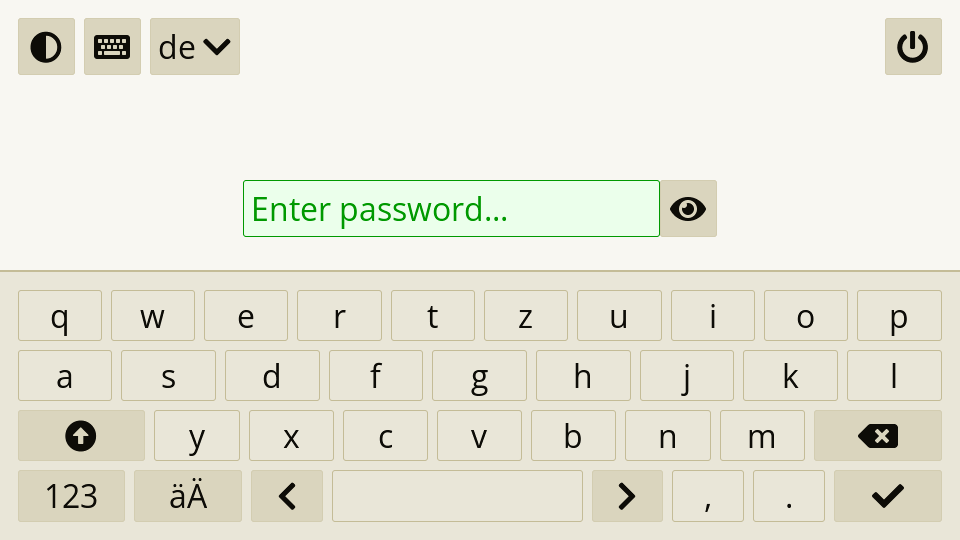 de
Enter password...
q w e r t z u i o p
a s d f g h j k l
y x c v b n m
123 äÄ , .